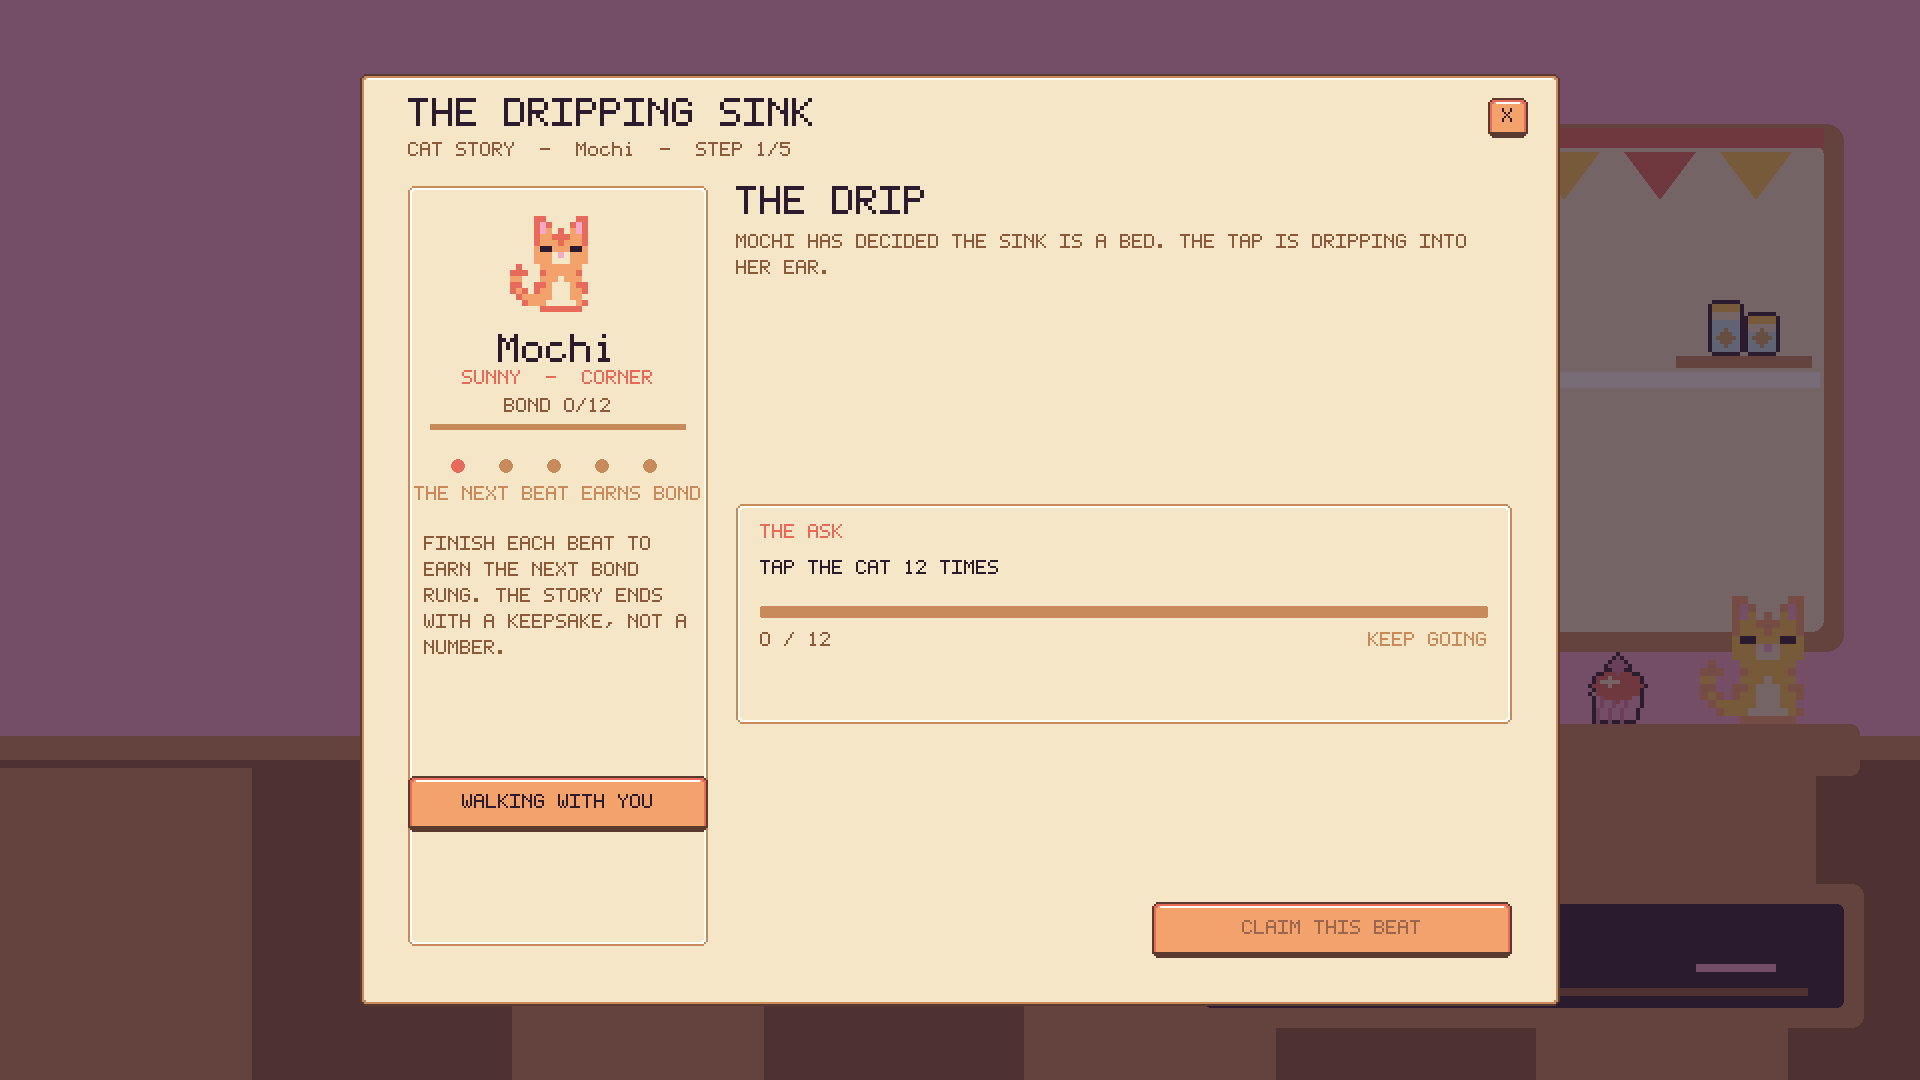 THE DRIPPING SINK
X
CAT STORY - Mochi - STEP 1/5
Mochi
SUNNY - CORNER
BOND 0/12
THE NEXT BEAT EARNS BOND
FINISH EACH BEAT TO
EARN THE NEXT BOND
RUNG. THE STORY ENDS
WITH A KEEPSAKE, NOT A
NUMBER.
WALKING WITH YOU
THE DRIP
MOCHI HAS DECIDED THE SINK IS A BED. THE TAP IS DRIPPING INTO
HER EAR.
THE ASK
TAP THE CAT 12 TIMES
0 / 12
KEEP GOING
CLAIM THIS BEAT